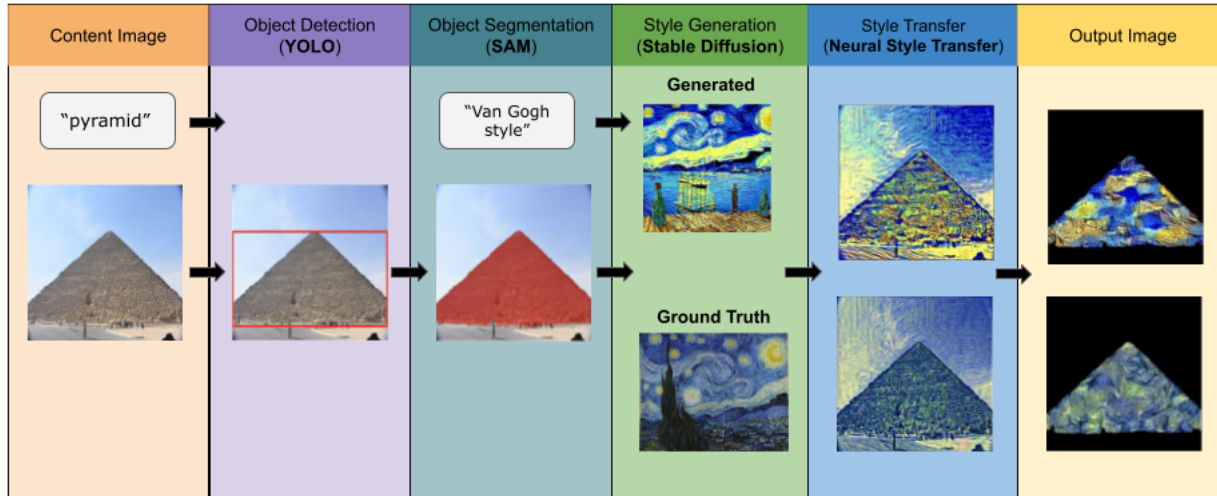 Content Image
Object Detection
(YOLO)
Object Segmentation
(SAM)
Style Generation
(Stable Diffusion)
Style Transfer
(Neural Style Transfer)
Output Image
“pyramid”
“Van Gogh
style”
Generated
Ground Truth